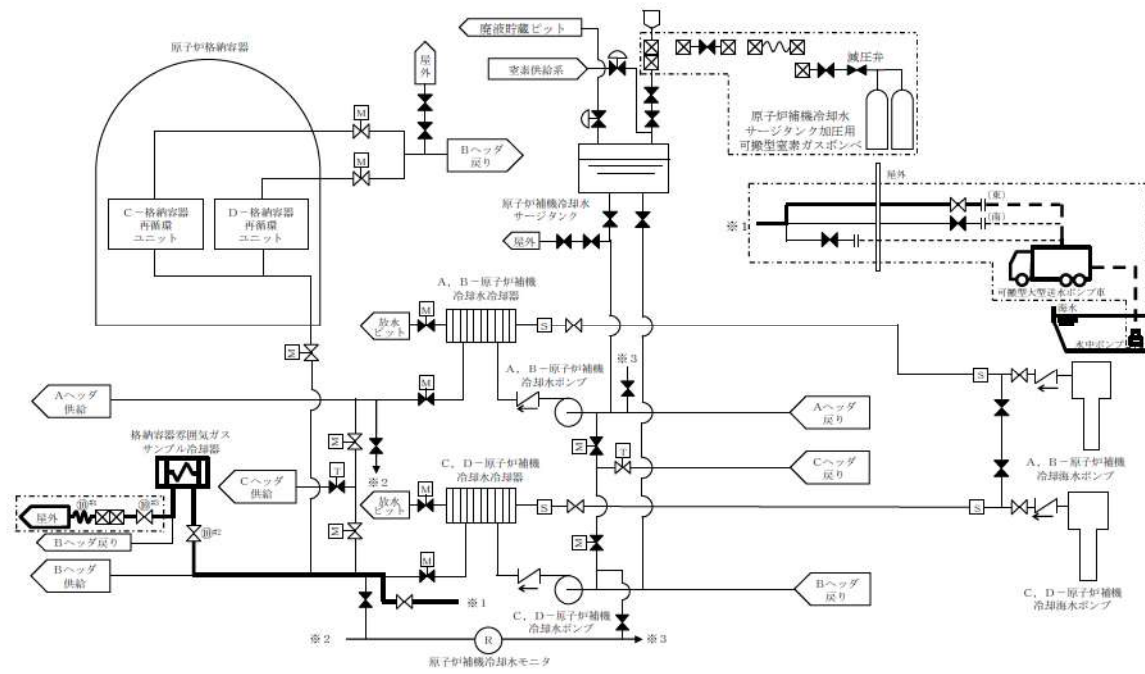 原子炉格納容器
屋外
廃液貯蔵ピット
窒素供給系
減圧弁
原子炉補機冷却水
サージタンク加圧用
可搬型窒素ガスボンベ
M
M
Bヘッダ
戻り
C－格納容器
再循環
ユニット
D－格納容器
再循環
ユニット
原子炉補機冷却水
サージタンク
屋外
屋外
(東)
(南)
※1
可搬型大型送水ポンプ車
海水
水中ポンプ
A，B－原子炉補機
冷却水冷却器
放水
ピット
M
S
M
※3
A，B－原子炉補機
冷却水ポンプ
S
Aヘッダ
供給
M
Aヘッダ
戻り
格納容器雰囲気ガス
サンプル冷却器
M
M
T
Cヘッダ
戻り
A，B－原子炉補機
冷却海水ポンプ
※2
Cヘッダ
供給
T
C，D－原子炉補機
冷却水冷却器
放水
ピット
M
S
S
屋外
Bヘッダ戻り
M
M
Bヘッダ
供給
M
Bヘッダ
戻り
C，D－原子炉補機
冷却海水ポンプ
※1
C，D－原子炉補機
冷却水ポンプ
※2
R
※3
原子炉補機冷却水モニタ